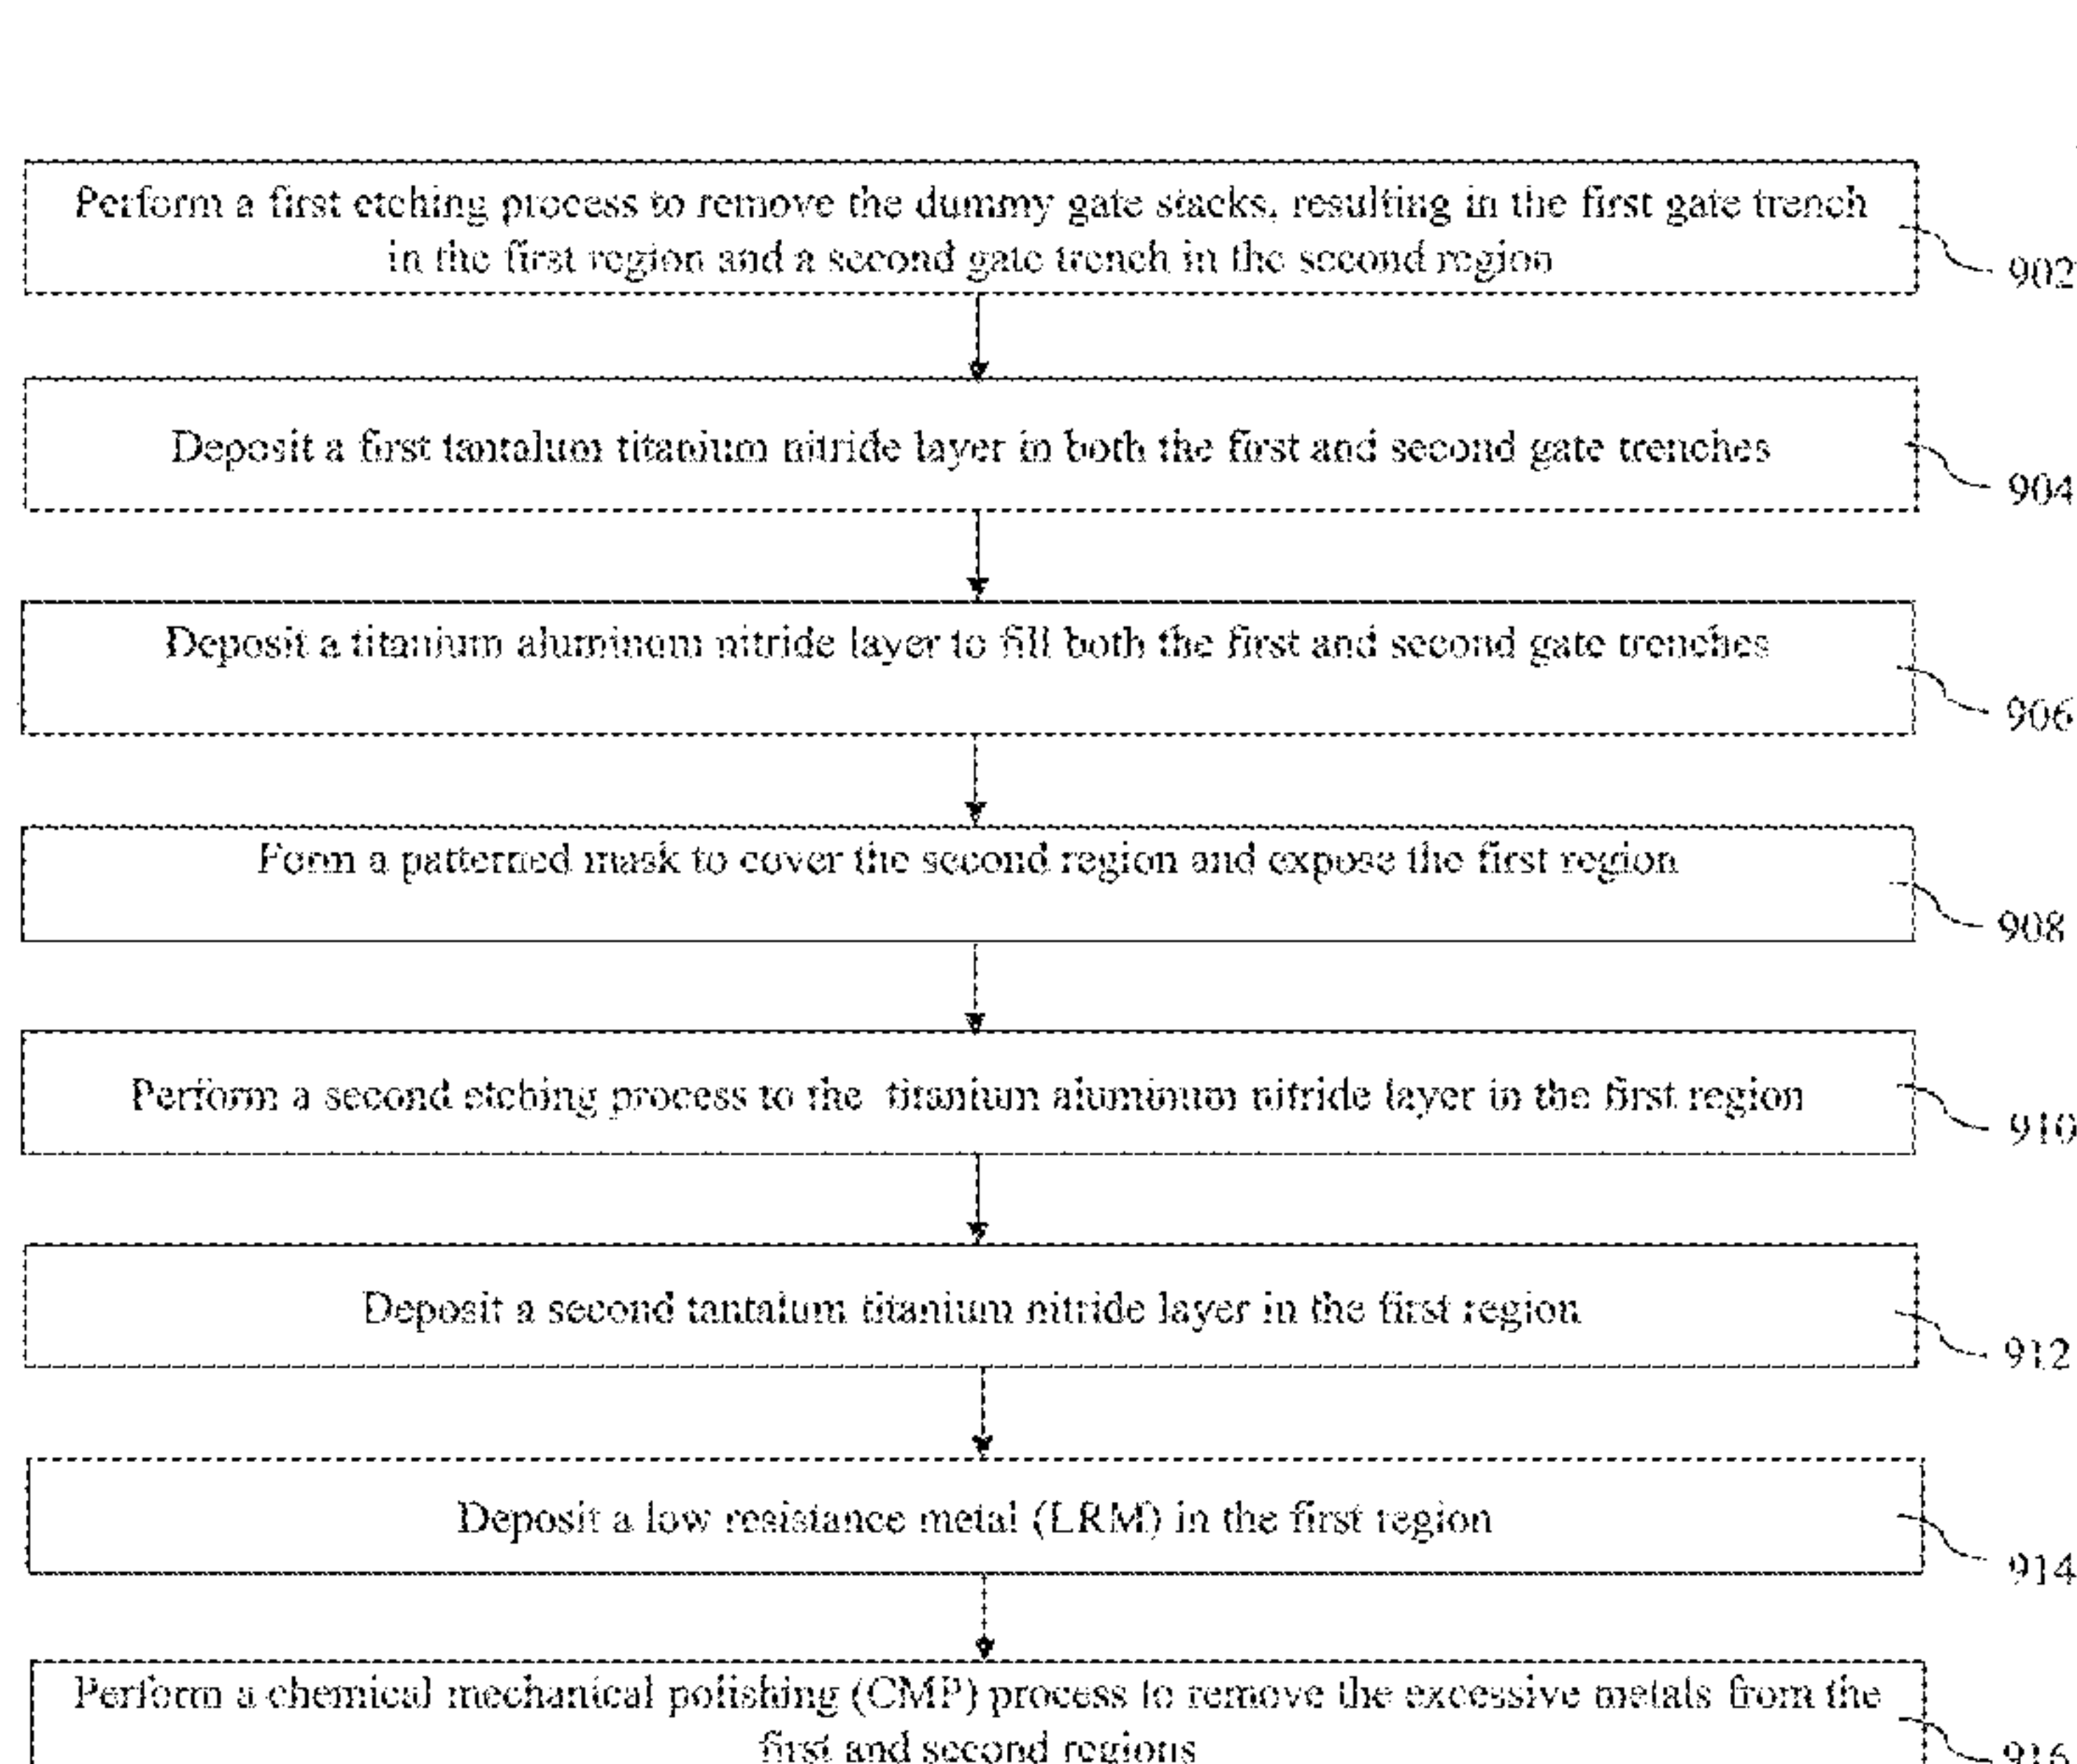 Perform a first etching process to remove the dummy gate stacks, resulting in the first gate trench
in the first region and a second gate trench in the second region
902
Deposit a first tantalum titanium nitride layer in both the first and second gate trenches
904
Deposit a titanium aluminum nitride layer to fill both the first and second gate trenches
906
Form a patterned mask to cover the second region and expose the first region
908
Perform a second etching process to the titanium aluminum nitride layer in the first region
910
Deposit a second tantalum titanium nitride layer in the first region
912
Deposit a low resistance metal (LRM) in the first region
914
Perform a chemical mechanical polishing (CMP) process to remove the excessive metals from the
first and second regions
916